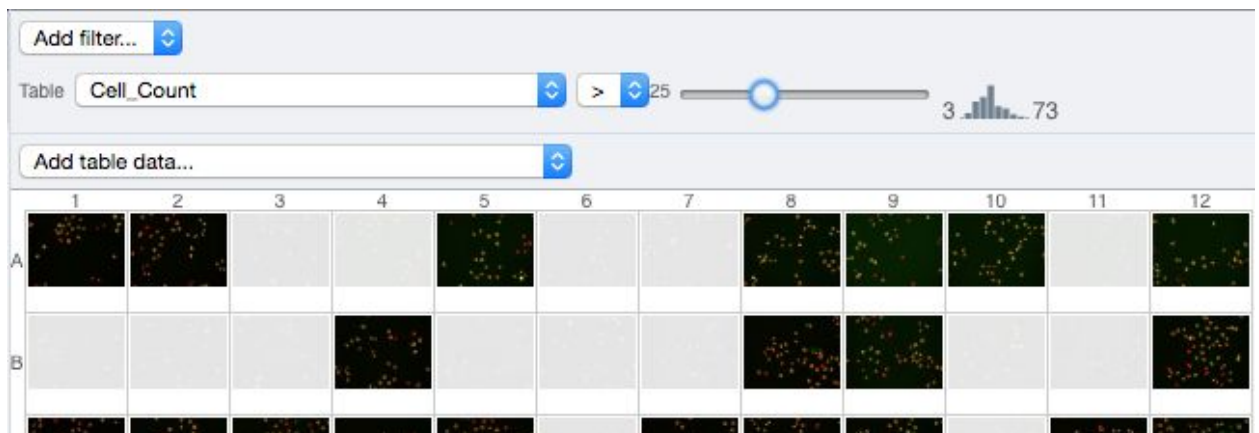 Add filter...
Table Cell_Count > 25 3 73
Add table data...
1 2 3 4 5 6 7 8 9 10 11 12
A
B